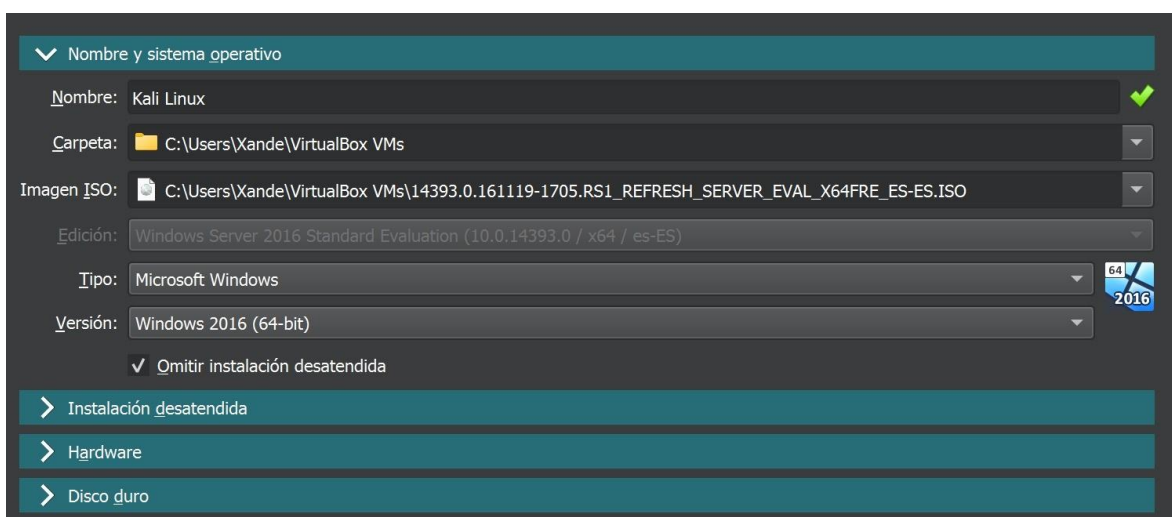 Nombre y sistema operativo
Nombre: Kali Linux
Carpeta: C:\Users\Xande\VirtualBox VMs
Imagen ISO: C:\Users\Xande\VirtualBox VMs\14393.0.161119-1705.RS1_REFRESH_SERVER_EVAL_X64FRE_ES-ES.ISO
Edición: Windows Server 2016 Standard Evaluation (10.0.14393.0 / x64 / es-ES)
Tipo: Microsoft Windows
64
2016
Versión: Windows 2016 (64-bit)
Omitir instalación desatendida
Instalación desatendida
Hardware
Disco duro